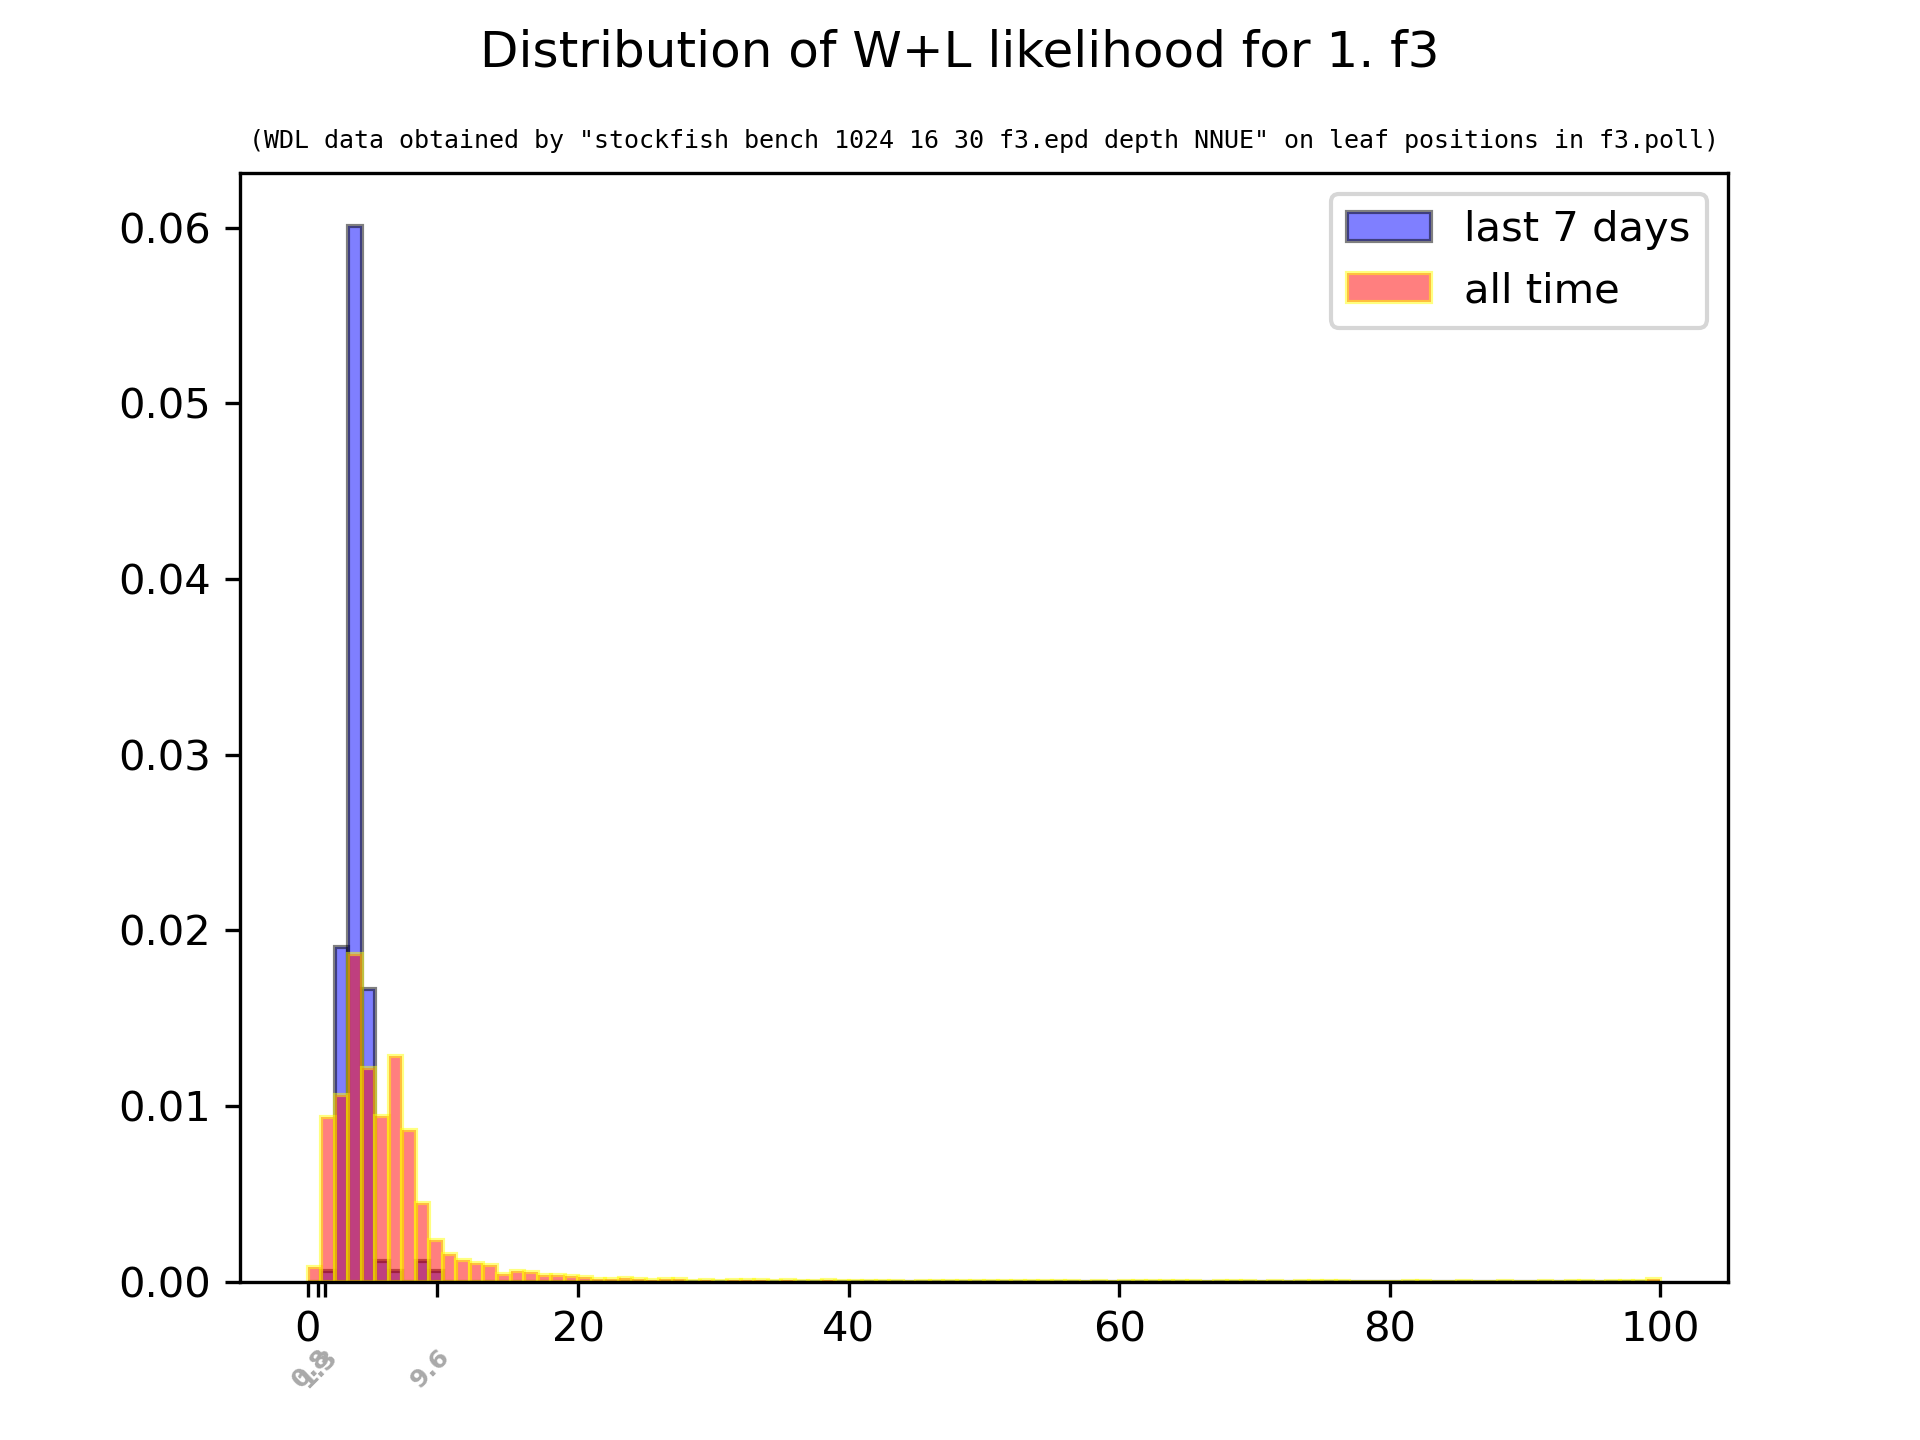 Distribution of W+L likelihood for 1. f3
(WDL data obtained by "stockfish bench 1024 16 30 f3.epd depth NNUE" on leaf positions in f3.poll)
last 7 days
all time
0.06
0.05
0.04
0.03
0.02
0.01
0.00
0 20 40 60 80 100
9.6